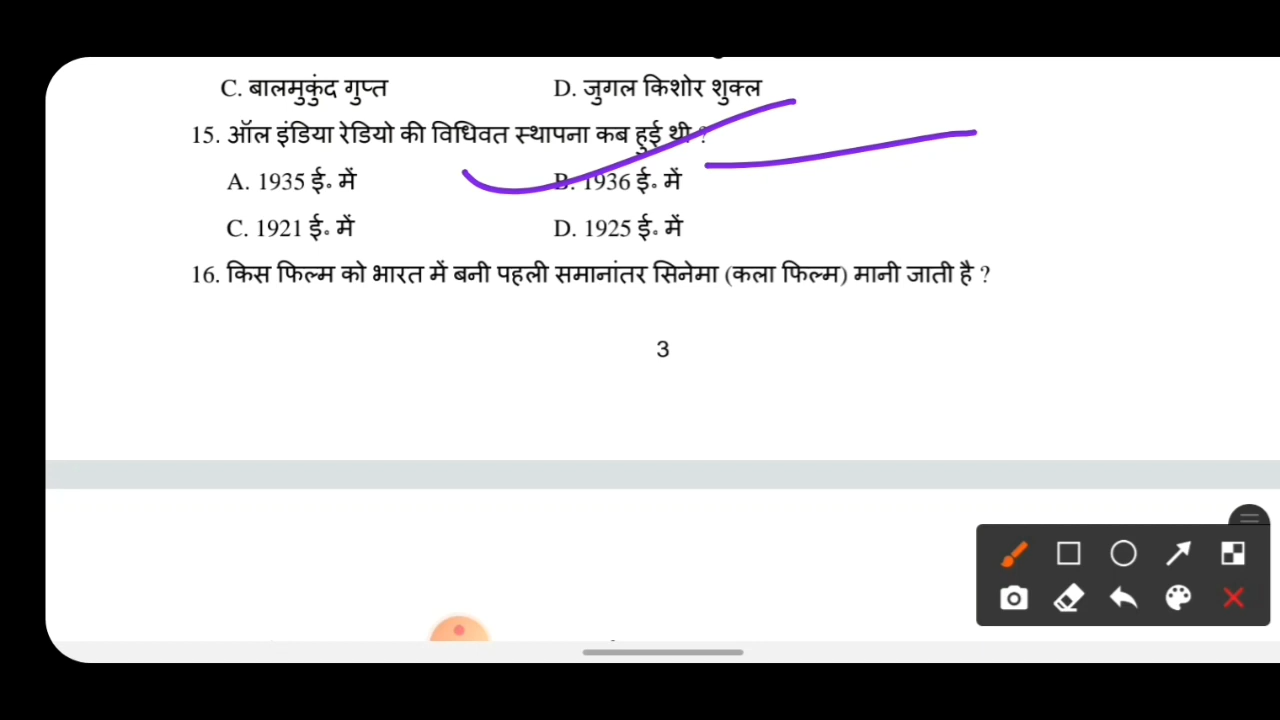 C. बालमुकुंद गुप्त D. जुगल किशोर शुक्ल
15. ऑल इंडिया रेडियो की विधिवत स्थापना कब हुई थी ?
A. 1935 ई॰ में B. 1936 ई॰ में
C. 1921 ई॰ में D. 1925 ई॰ में
16. किस फिल्म को भारत में बनी पहली समानांतर सिनेमा (कला फिल्म) मानी जाती है ?
3